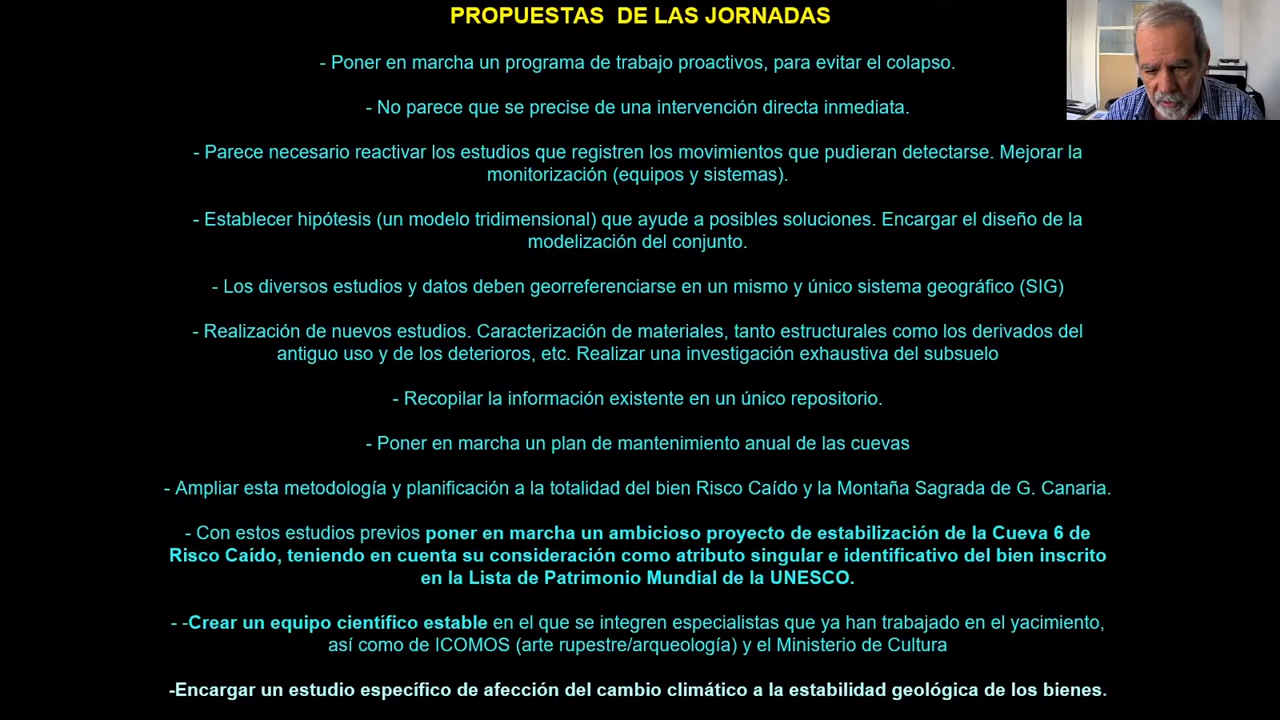 PROPUESTAS DE LAS JORNADAS
- Poner en marcha un programa de trabajo proactivos, para evitar el colapso.
- No parece que se precise de una intervención directa inmediata.
- Parece necesario reactivar los estudios que registren los movimientos que pudieran detectarse. Mejorar la
monitorización (equipos y sistemas).
- Establecer hipótesis (un modelo tridimensional) que ayude a posibles soluciones. Encargar el diseño de la
modelización del conjunto.
- Los diversos estudios y datos deben georreferenciarse en un mismo y único sistema geográfico (SIG)
- Realización de nuevos estudios. Caracterización de materiales, tanto estructurales como los derivados del
antiguo uso y de los deterioros, etc. Realizar una investigación exhaustiva del subsuelo
- Recopilar la información existente en un único repositorio.
- Poner en marcha un plan de mantenimiento anual de las cuevas
- Ampliar esta metodología y planificación a la totalidad del bien Risco Caído y la Montaña Sagrada de G. Canaria.
- Con estos estudios previos poner en marcha un ambicioso proyecto de estabilización de la Cueva 6 de
Risco Caído, teniendo en cuenta su consideración como atributo singular e identificativo del bien inscrito
en la Lista de Patrimonio Mundial de la UNESCO.
- -Crear un equipo científico estable en el que se integren especialistas que ya han trabajado en el yacimiento,
así como de ICOMOS (arte rupestre/arqueología) y el Ministerio de Cultura
-Encargar un estudio específico de afección del cambio climático a la estabilidad geológica de los bienes.